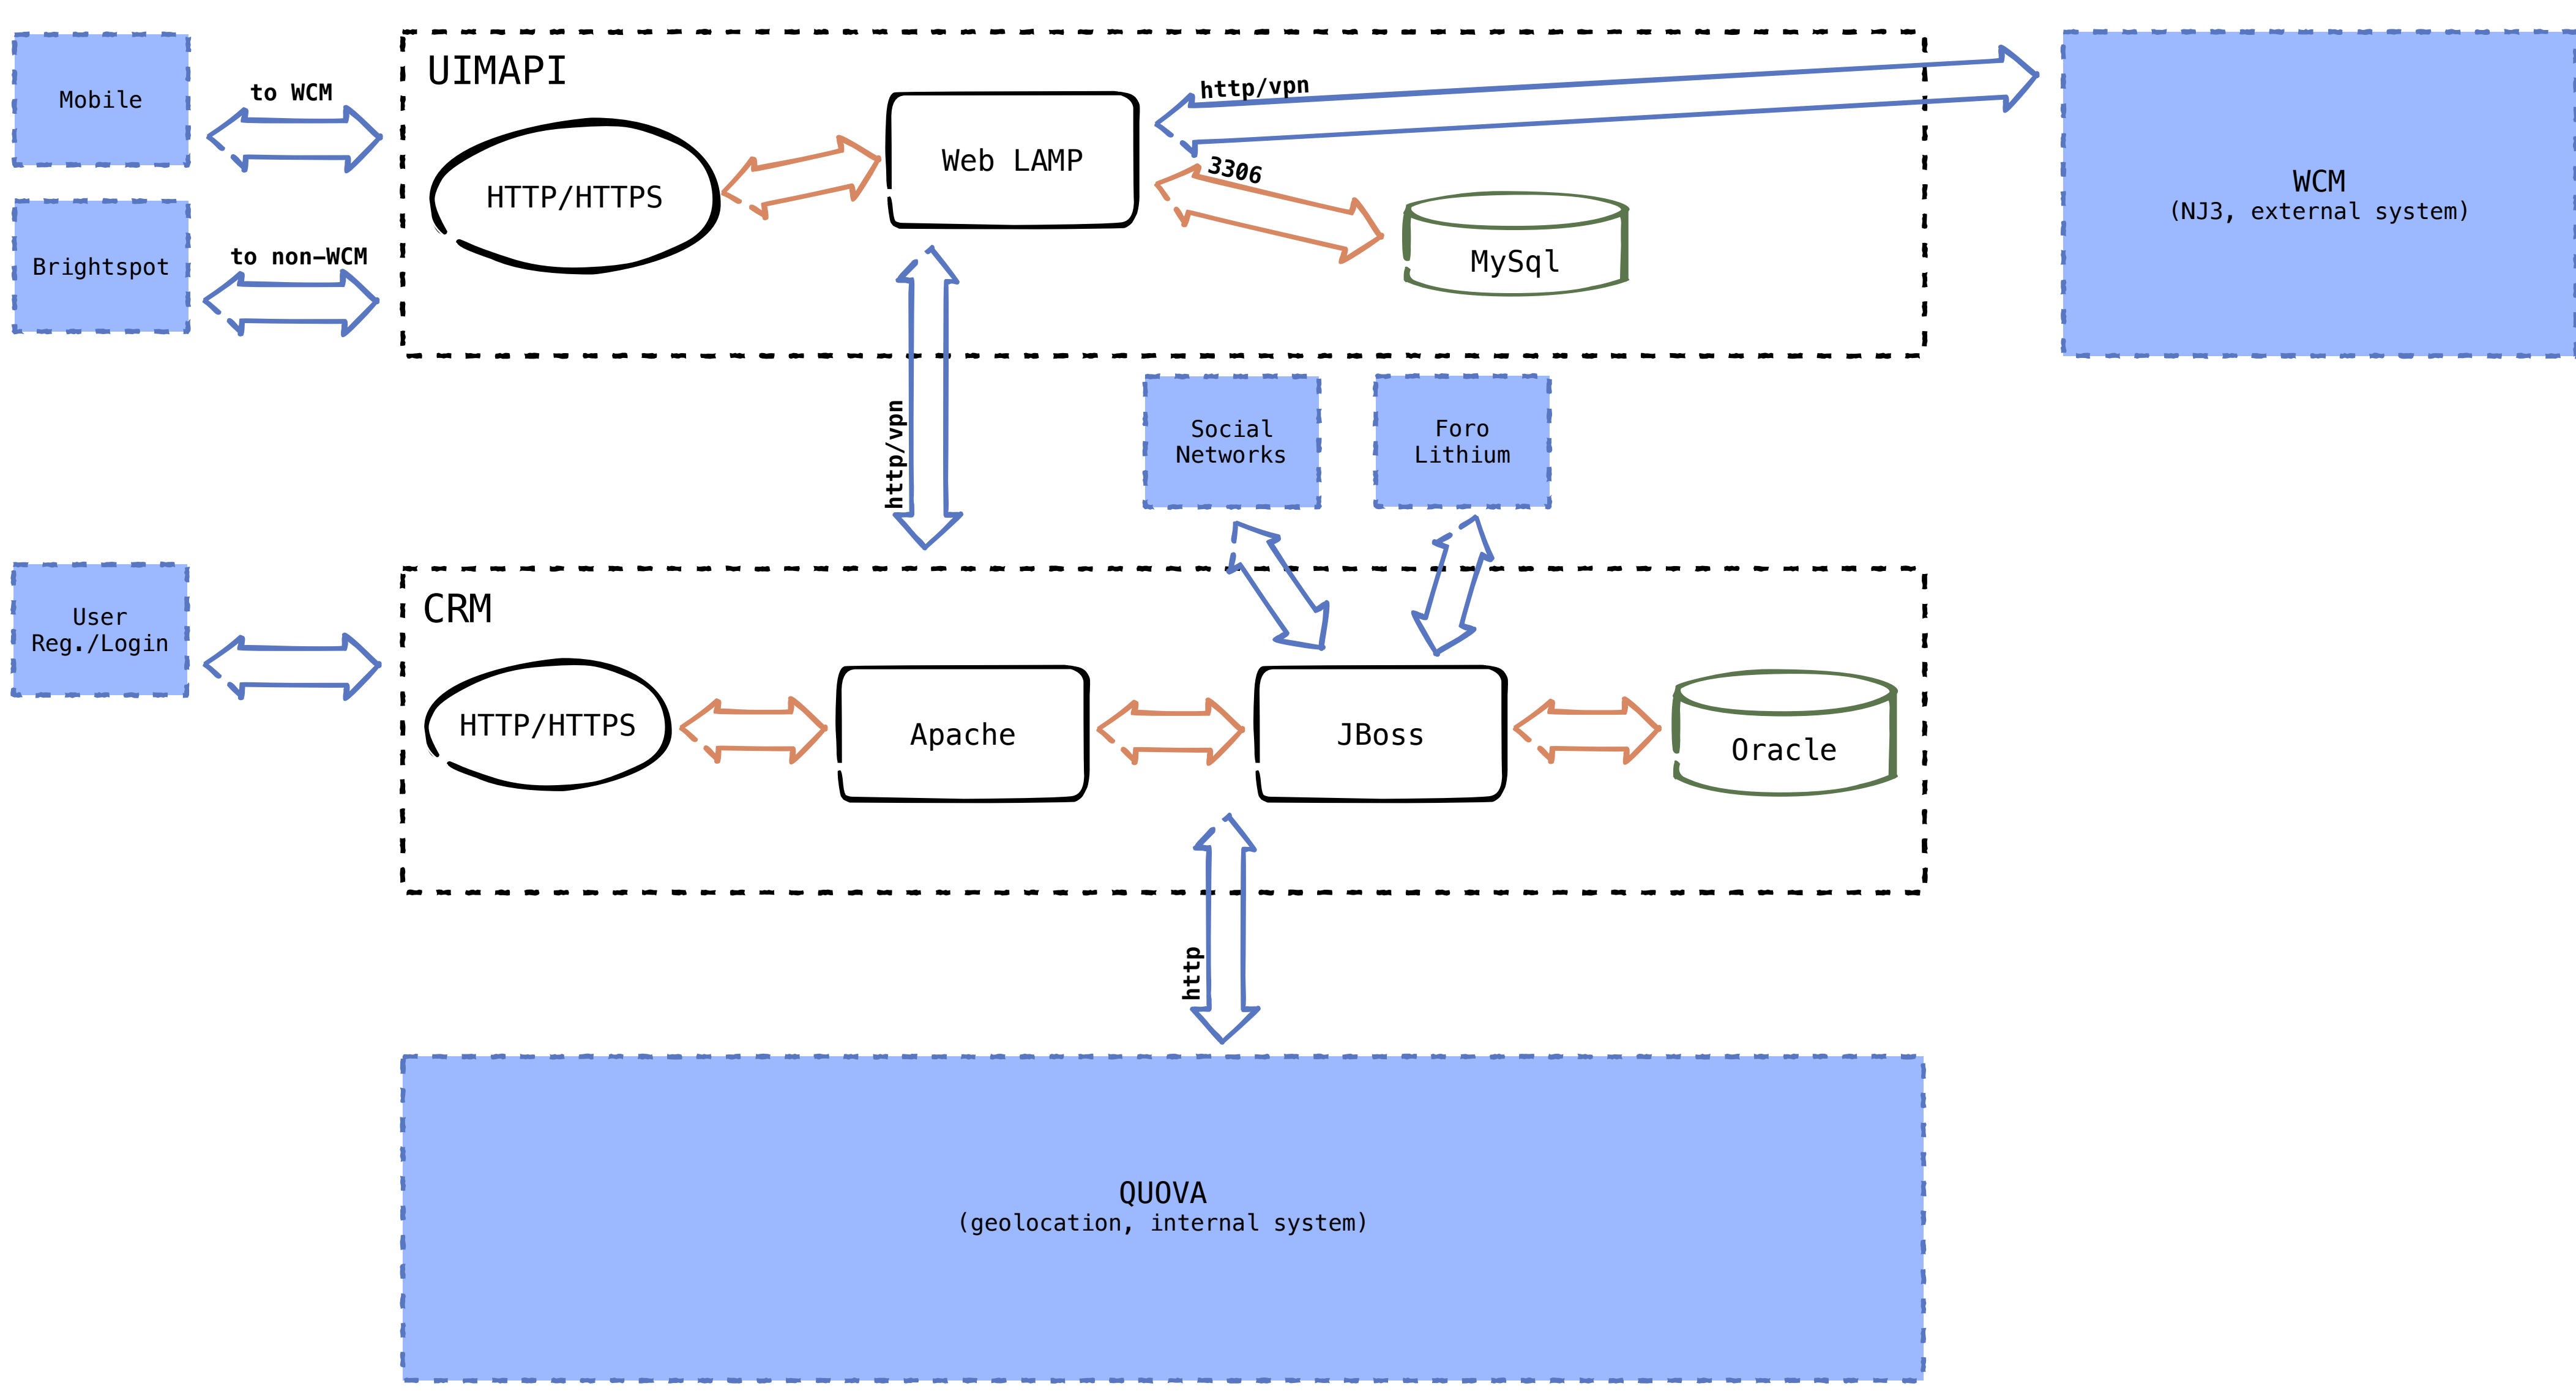 Mobile
to WCM
Brightspot
to non-WCM
UIMAPI
HTTP/HTTPS
Web LAMP
http/vpn
3306
MySql
WCM
(NJ3, external system)
http/vpn
Social
Networks
Foro
Lithium
User
Reg./Login
CRM
HTTP/HTTPS
Apache
JBoss
Oracle
http
QUOVA
(geolocation, internal system)